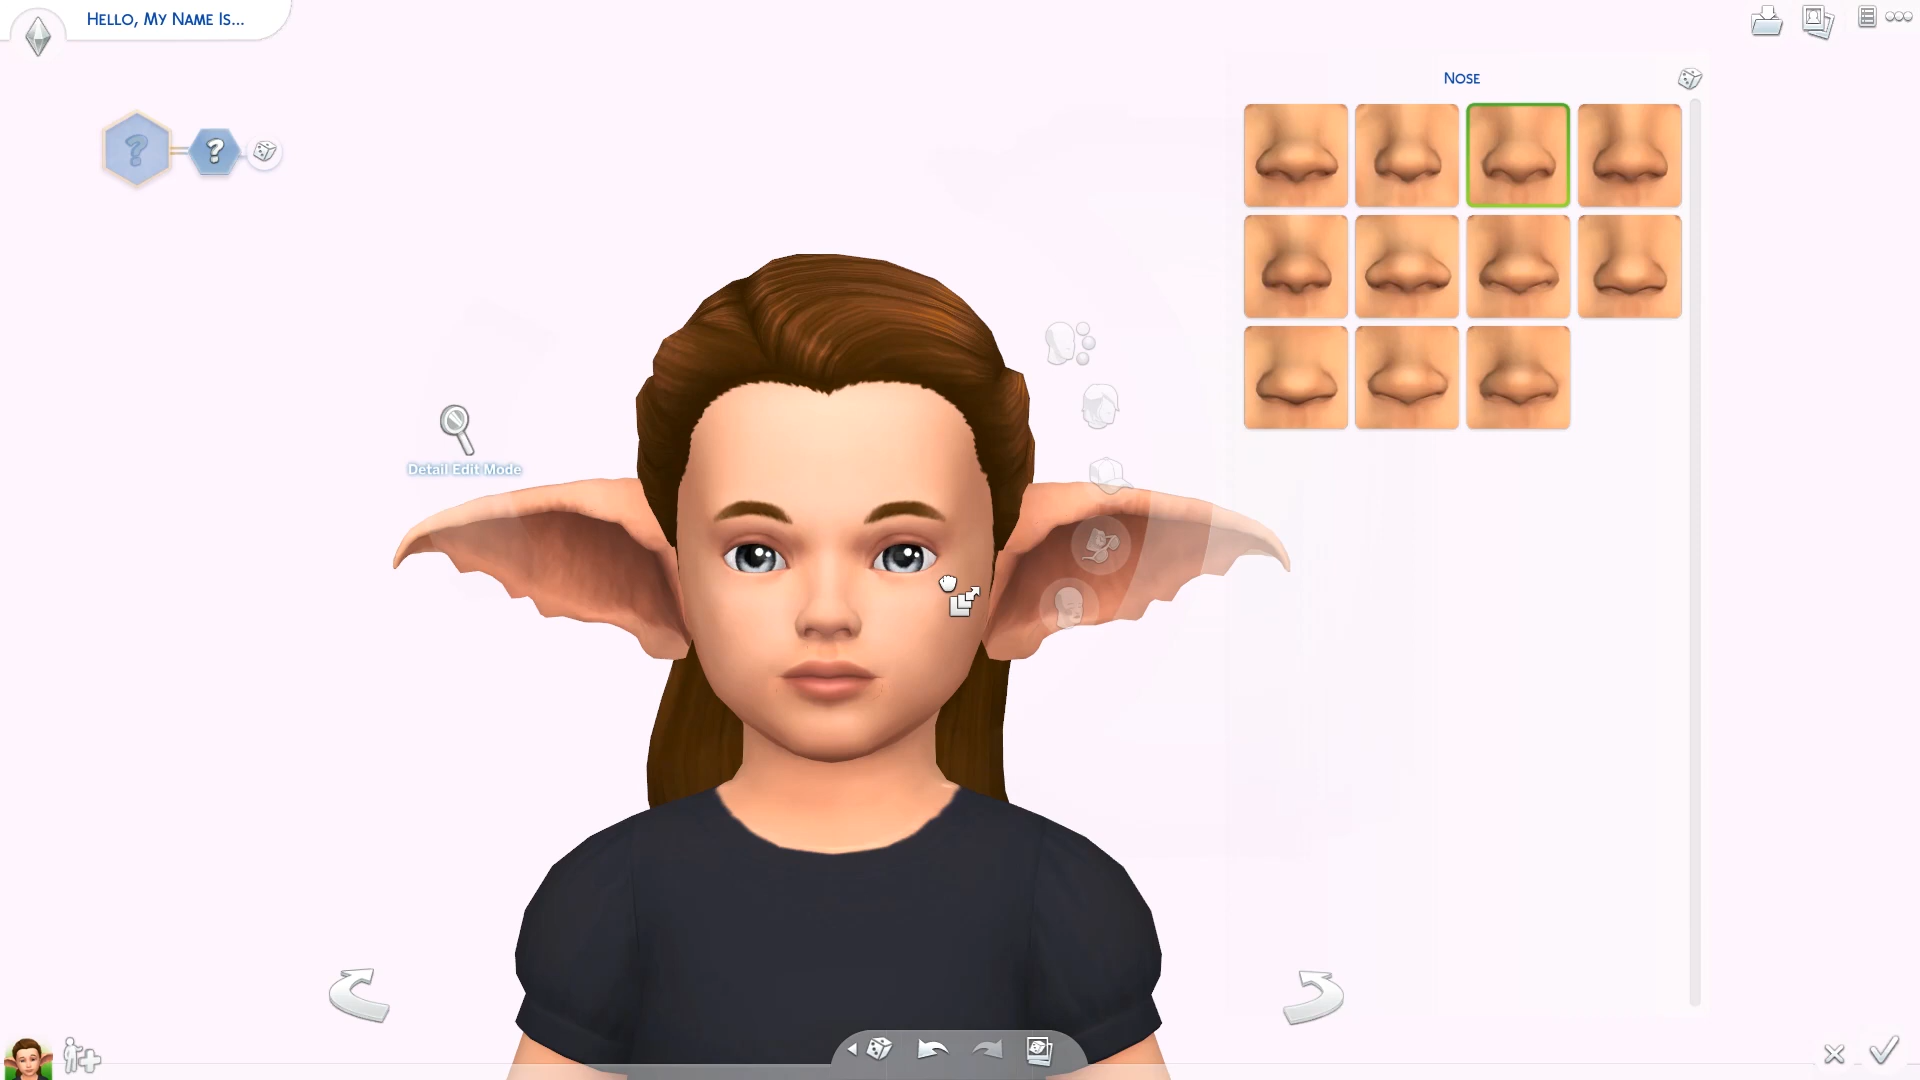 Hello, My Name Is...
Nose
?
?
Detail Edit Mode